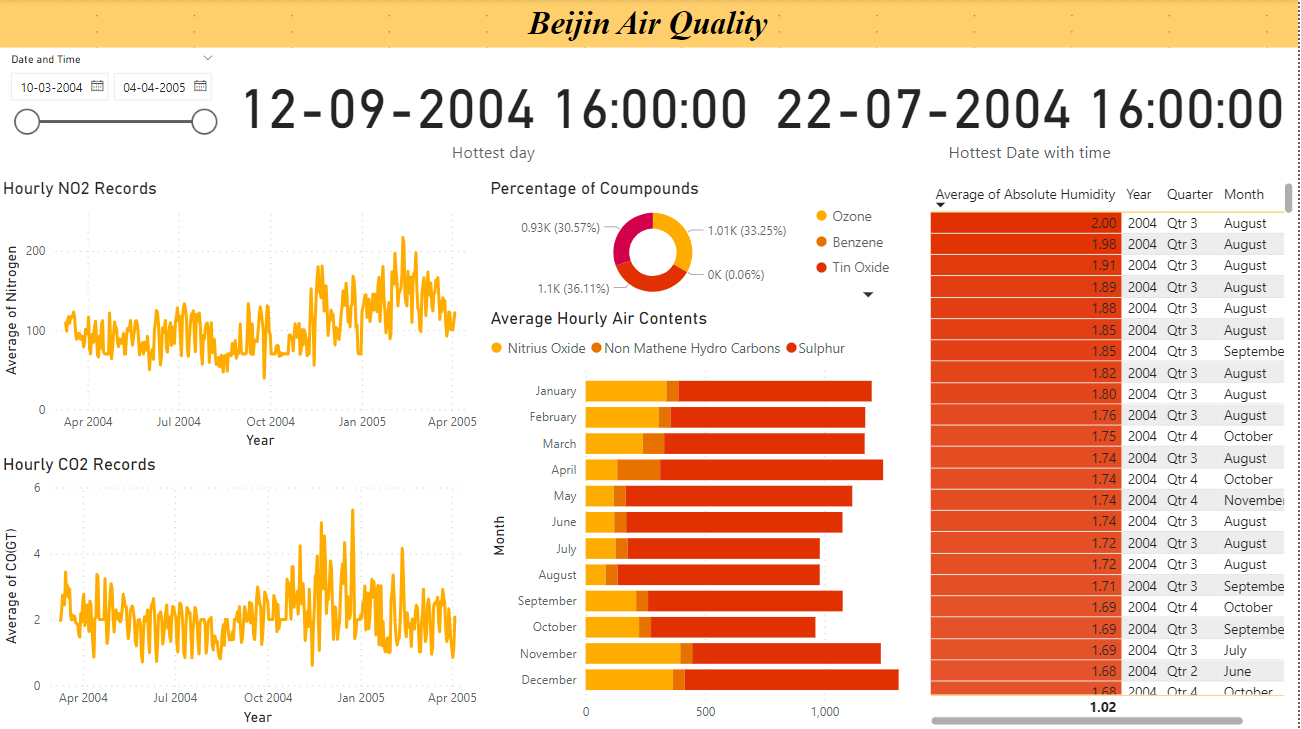 Beijin Air Quality
Date and Time
10-03-2004 04-04-2005
12-09-2004 16:00:00
Hottest day
22-07-2004 16:00:00
Hottest Date with time
Hourly NO2 Records
Average of Nitrogen
200
100
0
Apr 2004 Jul 2004 Oct 2004 Jan 2005 Apr 2005
Year
Hourly CO2 Records
Average of CO(GT)
6
4
2
0
Apr 2004 Jul 2004 Oct 2004 Jan 2005 Apr 2005
Year
Percentage of Coumpounds
0.93K (30.57%)
1.01K (33.25%)
0K (0.06%)
1.1K (36.11%)
Ozone
Benzene
Tin Oxide
Average Hourly Air Contents
Nitrius Oxide Non Mathene Hydro Carbons Sulphur
Month
January
February
March
April
May
June
July
August
September
October
November
December
0 500 1,000
Average of Absolute Humidity Year Quarter Month
2.00 2004 Qtr 3 August
1.98 2004 Qtr 3 August
1.91 2004 Qtr 3 August
1.89 2004 Qtr 3 August
1.88 2004 Qtr 3 August
1.85 2004 Qtr 3 August
1.85 2004 Qtr 3 Septembe
1.82 2004 Qtr 3 August
1.80 2004 Qtr 3 August
1.76 2004 Qtr 3 August
1.75 2004 Qtr 4 October
1.74 2004 Qtr 3 August
1.74 2004 Qtr 4 October
1.74 2004 Qtr 4 November
1.74 2004 Qtr 3 August
1.72 2004 Qtr 3 August
1.72 2004 Qtr 3 August
1.71 2004 Qtr 3 Septembe
1.69 2004 Qtr 4 October
1.69 2004 Qtr 3 Septembe
1.69 2004 Qtr 3 July
1.68 2004 Qtr 2 June
1.68 2004 Qtr 4 October
1.02